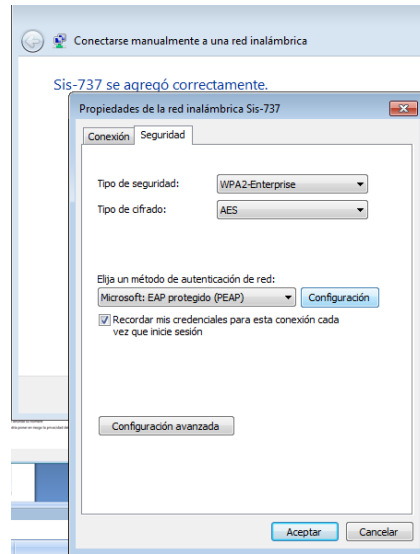 Conectarse manualmente a una red inalámbrica
Sis-737 se agregó correctamente.
Propiedades de la red inalámbrica Sis-737
Conexión Seguridad
Tipo de seguridad: WPA2-Enterprise
Tipo de cifrado: AES
Elija un método de autenticación de red:
Microsoft: EAP protegido (PEAP) Configuración
Recordar mis credenciales para esta conexión cada
vez que inicie sesión
Configuración avanzada
Aceptar Cancelar